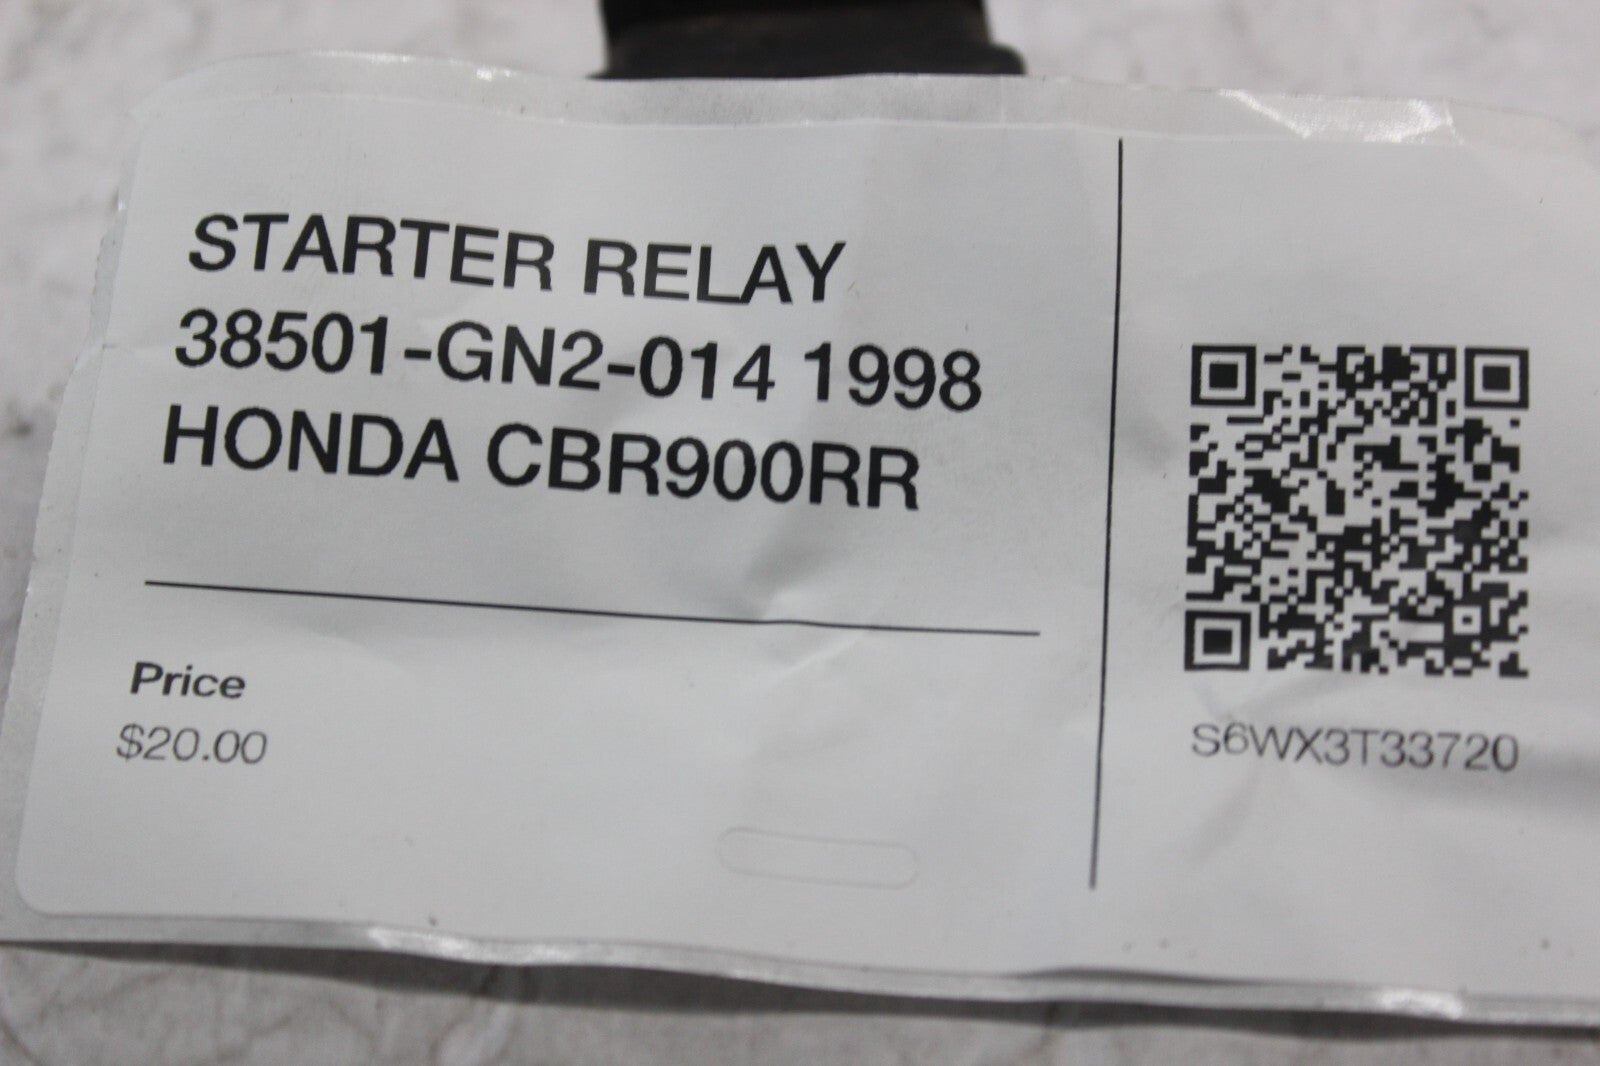 STARTER RELAY
38501-GN2-014 1998
HONDA CBR900RR
Price
$20.00
S6WX3T33720